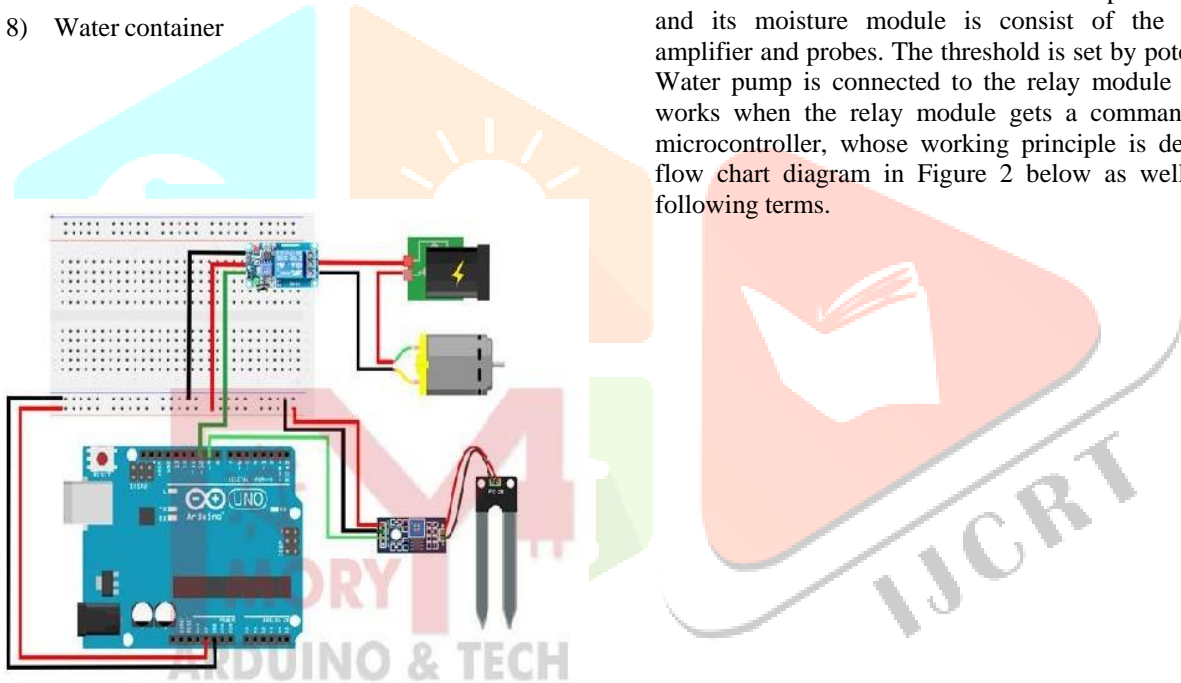 8) Water container
and its moisture module is consist of the
amplifier and probes. The threshold is set by pote
Water pump is connected to the relay module
works when the relay module gets a comman
microcontroller, whose working principle is de
flow chart diagram in Figure 2 below as well
following terms.
UNO
Arduino
MORY
ARDUINO & TECH
IJCRT